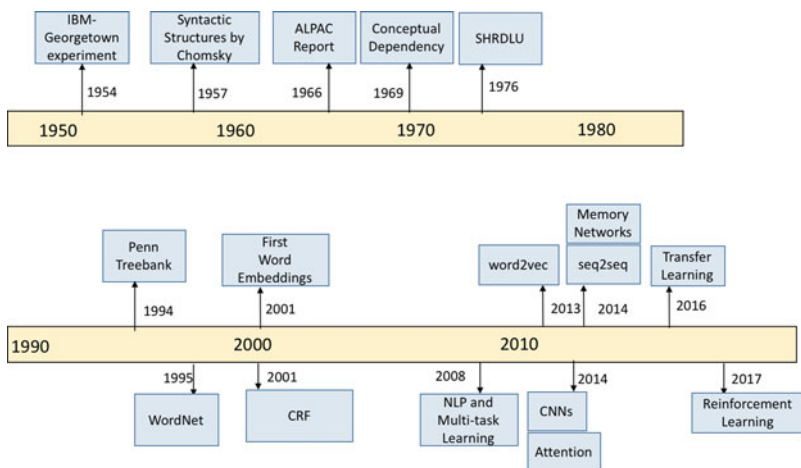 IBM-
Georgetown
experiment
Syntactic
Structures by
Chomsky
ALPAC
Report
Conceptual
Dependency
SHRDLU
1954
1957
1966
1969
1976
1950
1960
1970
1980
Penn
Treebank
First
Word
Embeddings
word2vec
Memory
Networks
seq2seq
Transfer
Learning
1994
2001
2013
2014
2016
1990
2000
2010
1995
2001
2008
2014
2017
WordNet
CRF
NLP and
Multi-task
Learning
CNNs
Attention
Reinforcement
Learning